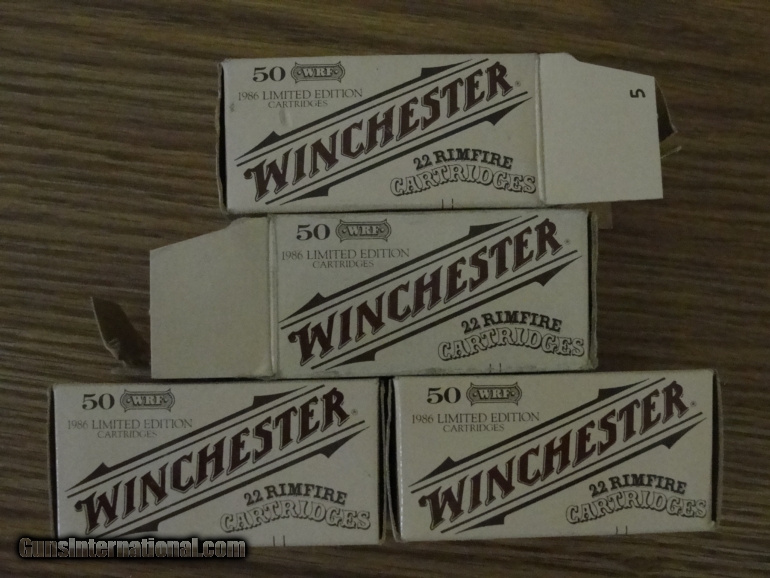 50 WRF
1986 LIMITED EDITION
CARTRIDGES
WINCHESTER
22 RIMFIRE
CARTRIDGES
5
50 WRF
1986 LIMITED EDITION
CARTRIDGES
WINCHESTER
22 RIMFIRE
CARTRIDGES
50 WRF
1986 LIMITED EDITION
CARTRIDGES
WINCHESTER
22 RIMFIRE
CARTRIDGES
50 WRF
1986 LIMITED EDITION
CARTRIDGES
WINCHESTER
22 RIMFIRE
CARTRIDGES
GunsInternational.com